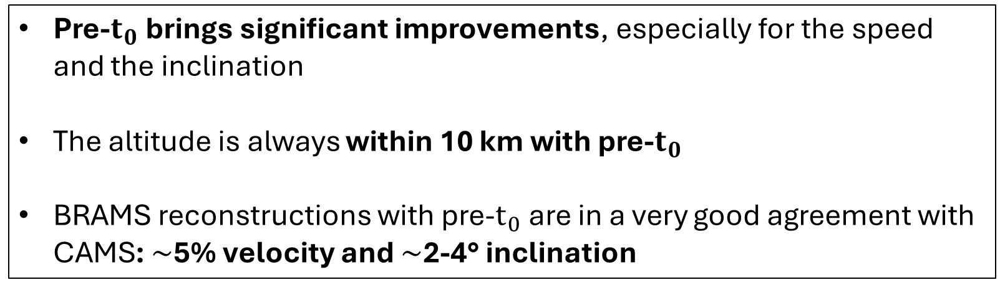 • Pre-t₀ brings significant improvements, especially for the speed
and the inclination
• The altitude is always within 10 km with pre-t₀
• BRAMS reconstructions with pre-t₀ are in a very good agreement with
CAMS: ~5% velocity and ~2-4° inclination